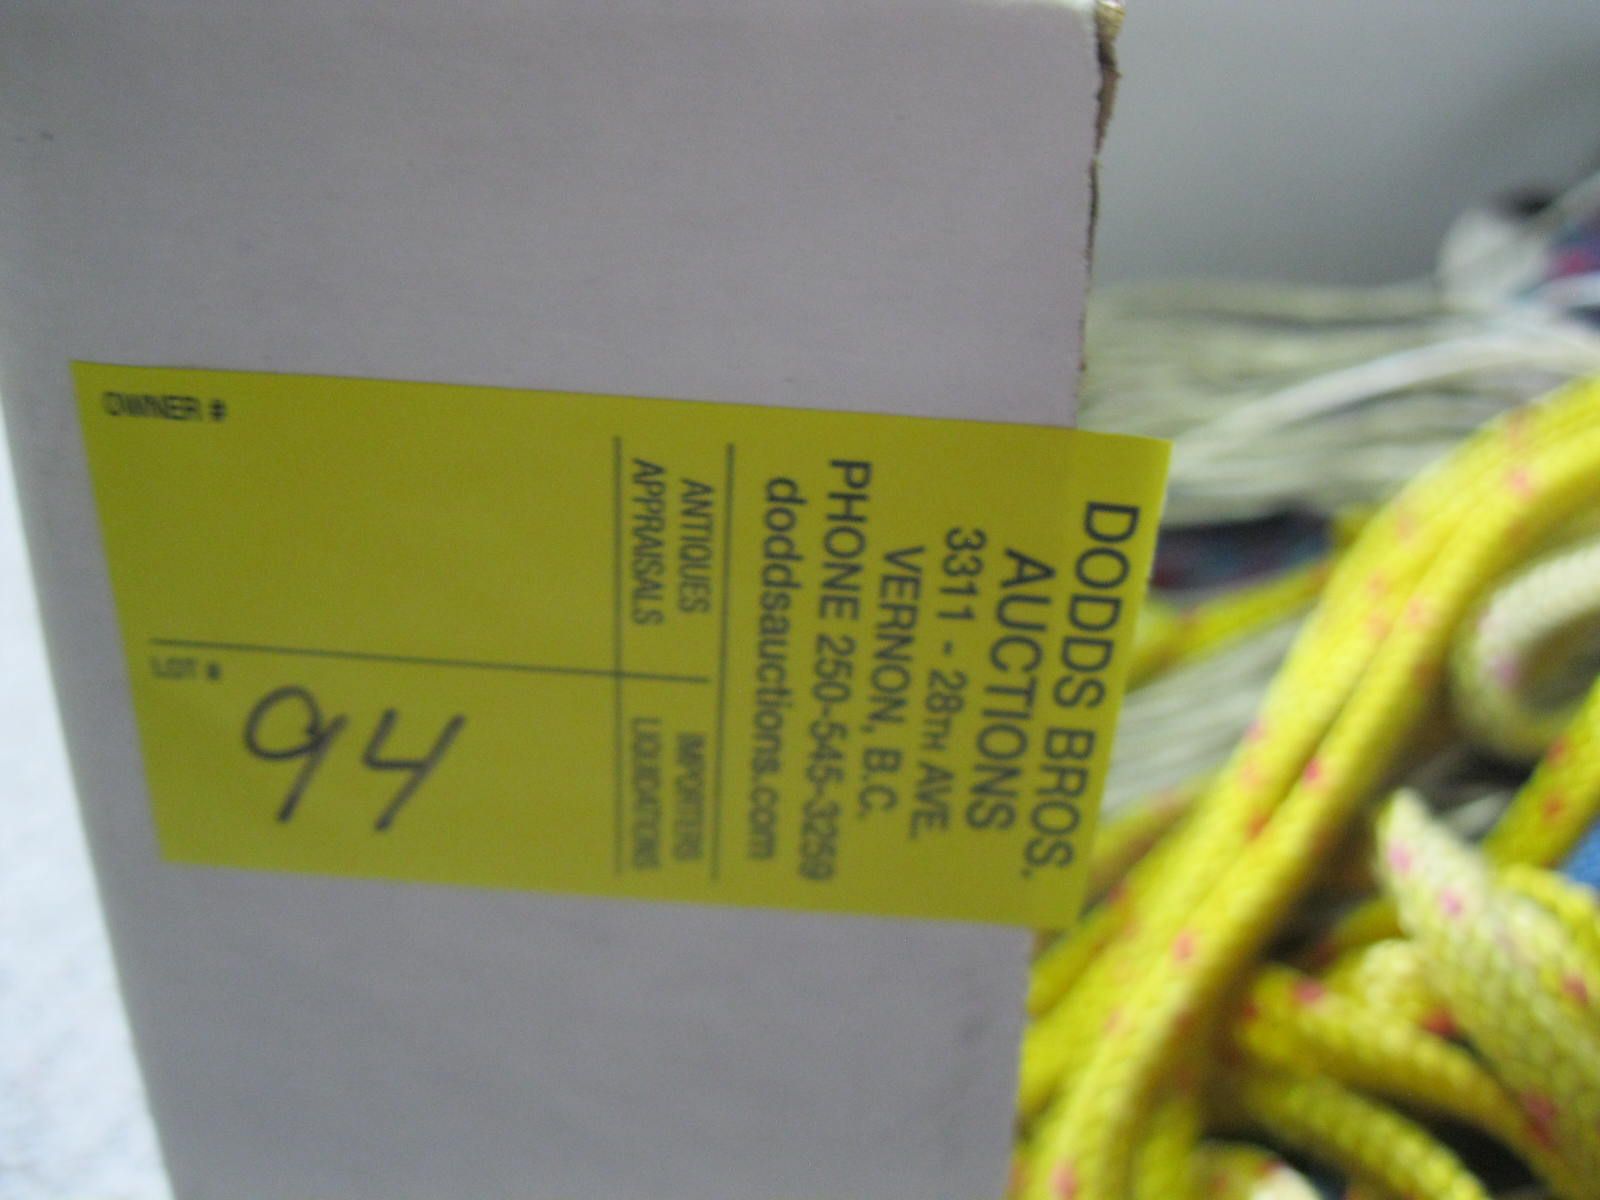 DODDS BROS.
AUCTIONS
3311 - 28TH AVE.
VERNON, B.C.
PHONE 250-545-3259
doddsauctions.com
ANTIQUES IMPORTERS
APPRAISALS LIQUIDATIONS
OWNER # LOT #
94